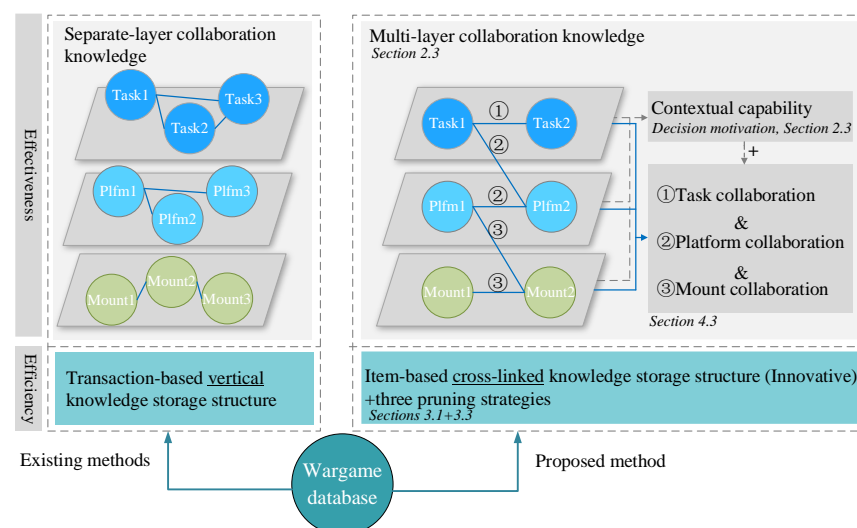 Effectiveness
Efficiency
Separate-layer collaboration
knowledge
Task1
Task2
Task3
Plfm1
Plfm2
Plfm3
Mount1
Mount2
Mount3
Transaction-based vertical
knowledge storage structure
Existing methods
Multi-layer collaboration knowledge
Section 2.3
Task1
①
Task2
②
Plfm1
②
Plfm2
③
Mount1
③
Mount2
Contextual capability
Decision motivation, Section 2.3
+
①Task collaboration
&
②Platform collaboration
&
③Mount collaboration
Section 4.3
Item-based cross-linked knowledge storage structure (Innovative)
+three pruning strategies
Sections 3.1+3.3
Proposed method
Wargame
database